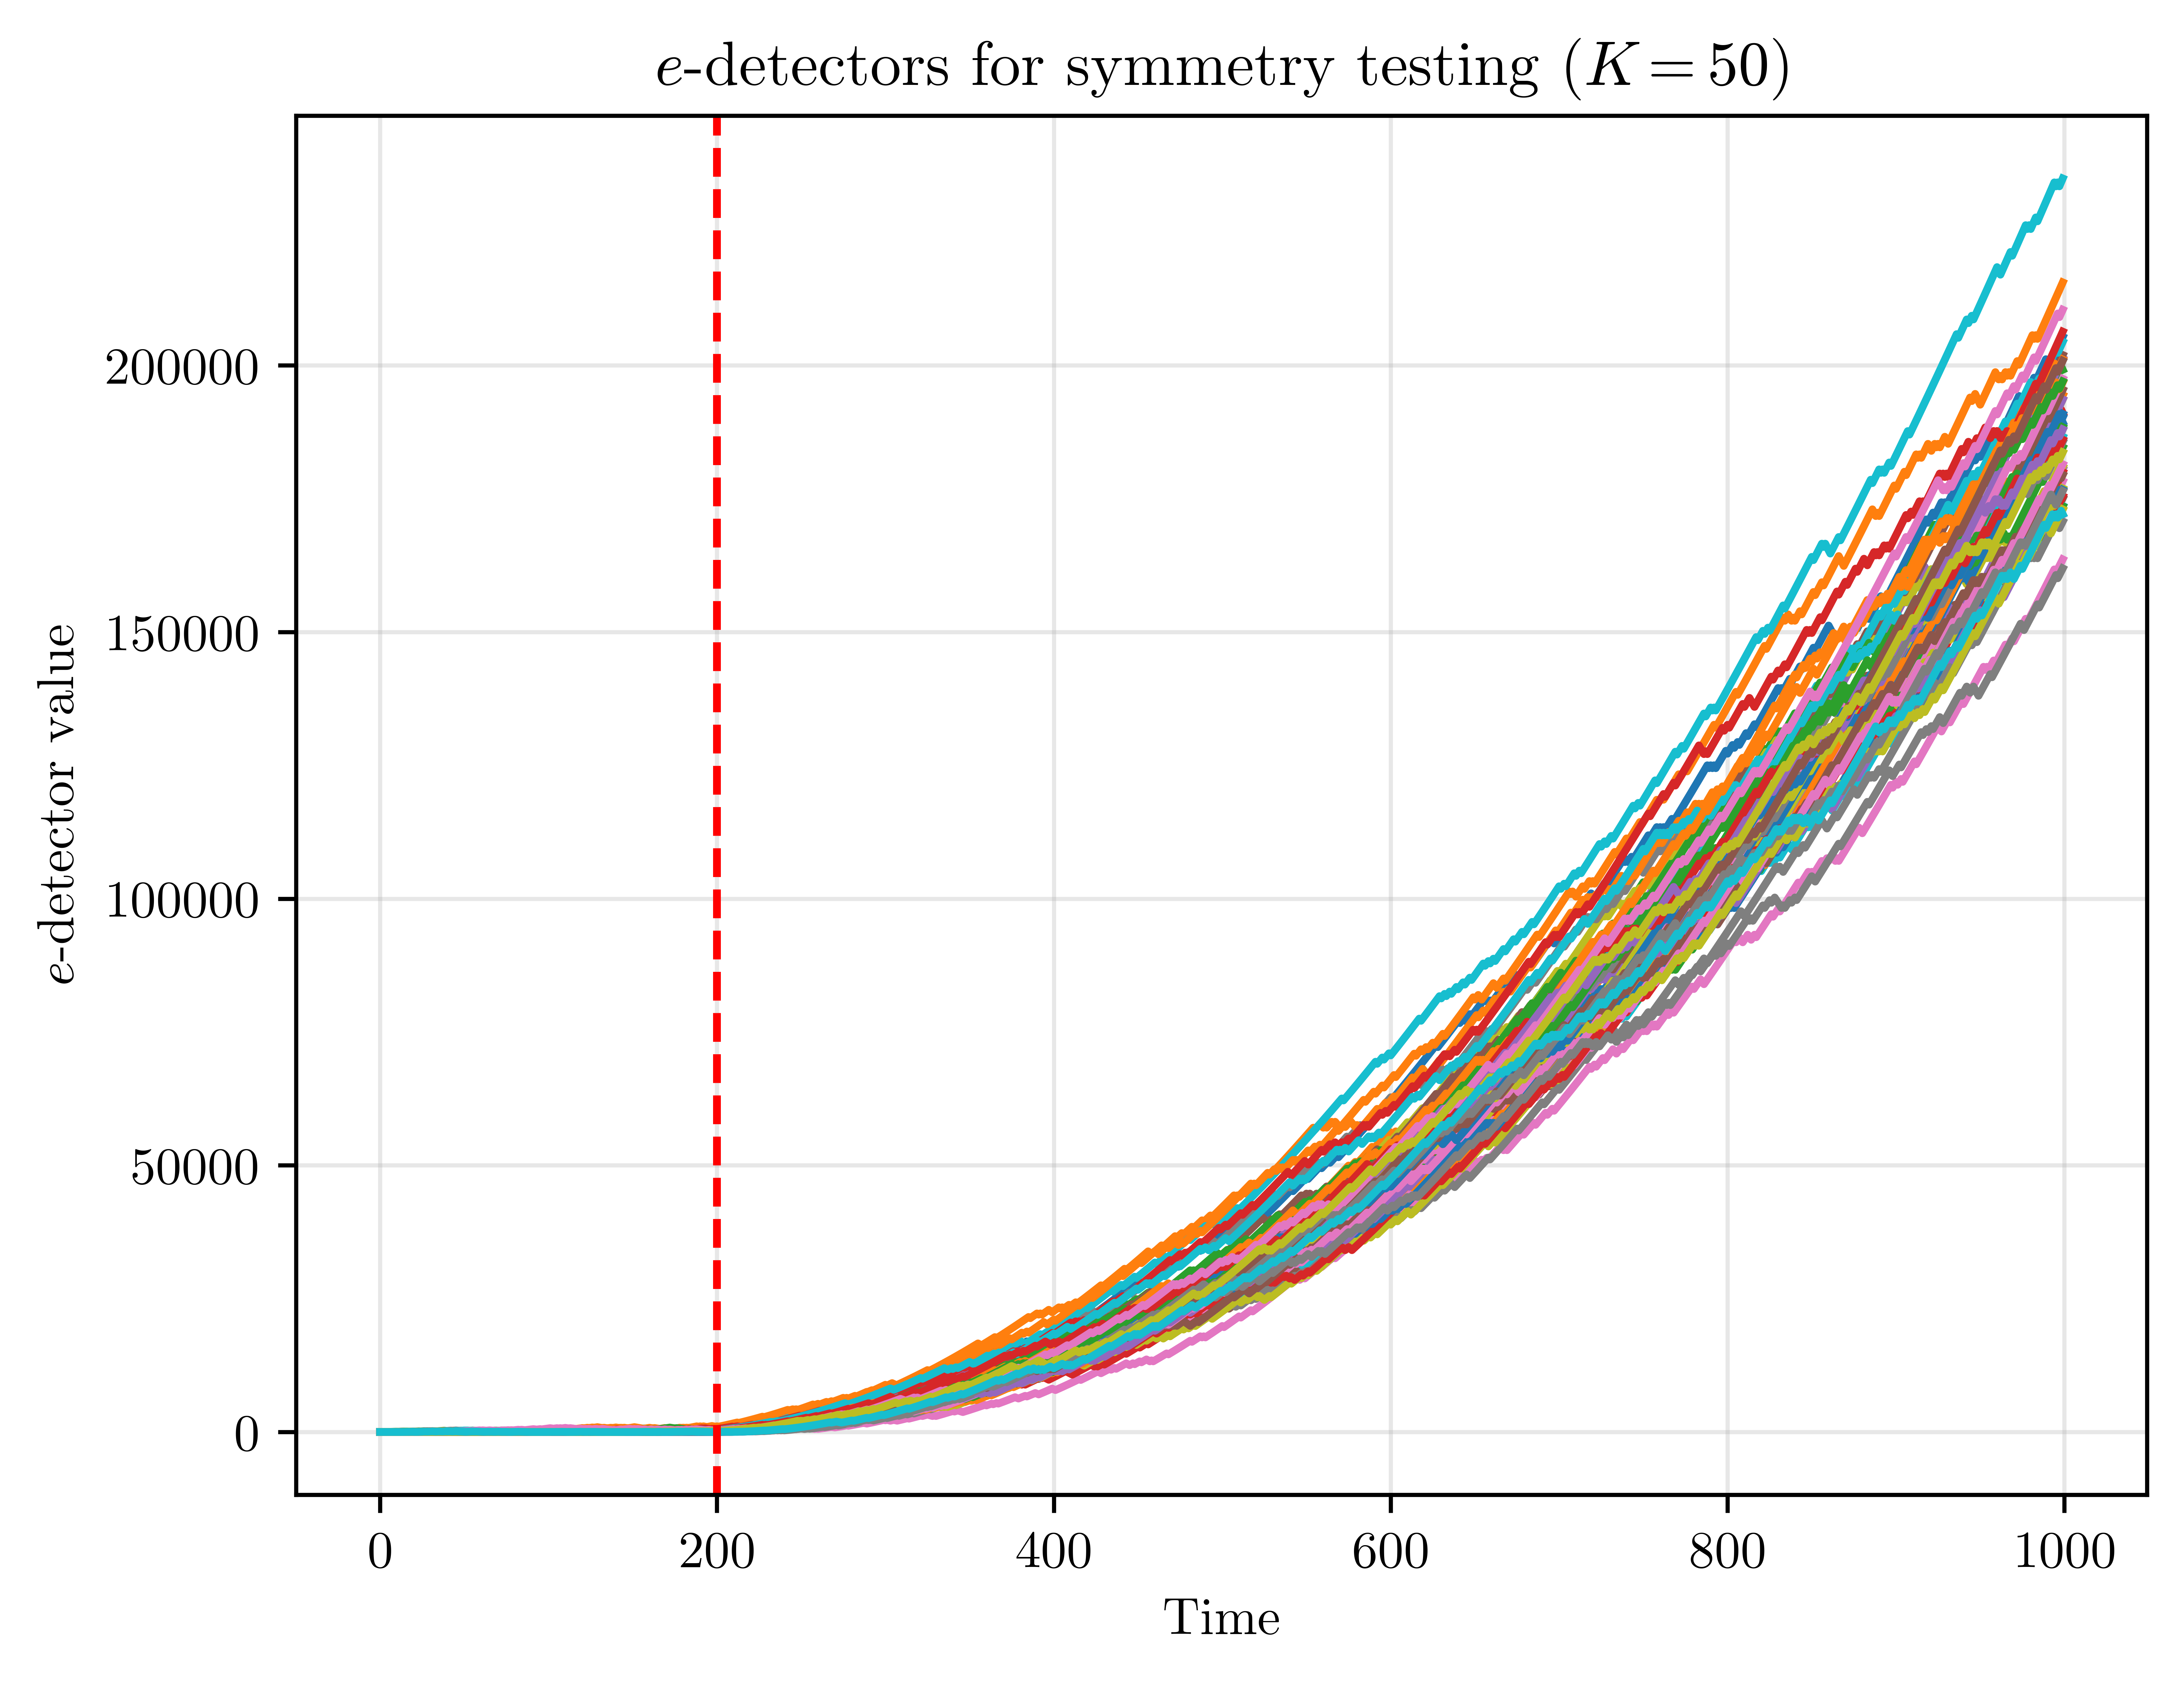 e-detectors for symmetry testing (K = 50)
e-detector value
200000
150000
100000
50000
0
0 200 400 600 800 1000
Time